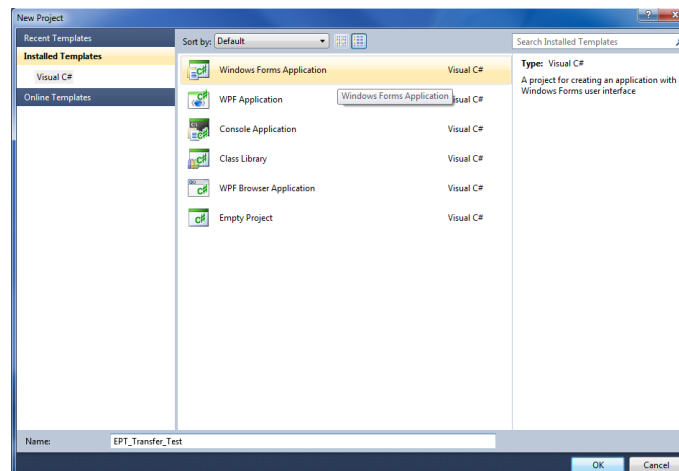 New Project
Recent Templates
Installed Templates
Visual C#
Online Templates
Sort by: Default
Search Installed Templates
Windows Forms Application Visual C#
WPF Application Visual C#
Windows Forms Application
Console Application Visual C#
Class Library Visual C#
WPF Browser Application Visual C#
Empty Project Visual C#
Type: Visual C#
A project for creating an application with
Windows Forms user interface
Name: EPT_Transfer_Test
OK Cancel